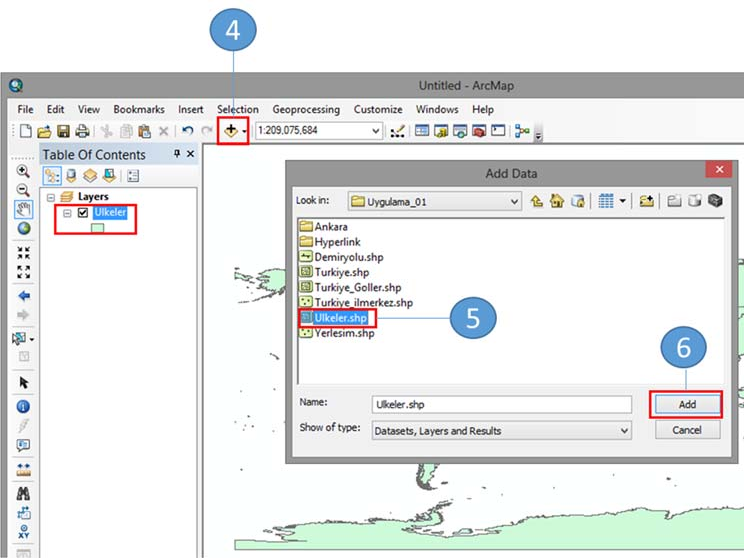 4
Untitled - ArcMap
File Edit View Bookmarks Insert Selection Geoprocessing Customize Windows Help
1:209,075,684
Table Of Contents
Layers
Ulkeler
Add Data
Look in: Uygulama_01
Ankara
Hyperlink
Demiryolu.shp
Turkiye.shp
Turkiye_Goller.shp
Turkiye_ilmerkez.shp
Ulkeler.shp
5
Yerlesim.shp
6
Name: Ulkeler.shp Add
Show of type: Datasets, Layers and Results Cancel
XY